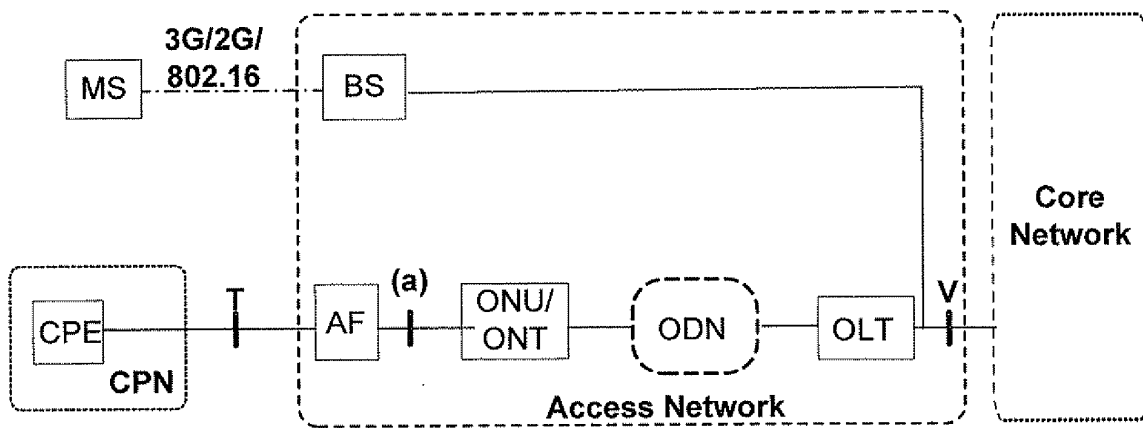 3G/2G/
802.16
MS
BS
Core
Network
T
(a)
V
CPE
AF
ONU/
ONT
ODN
OLT
CPN
Access Network